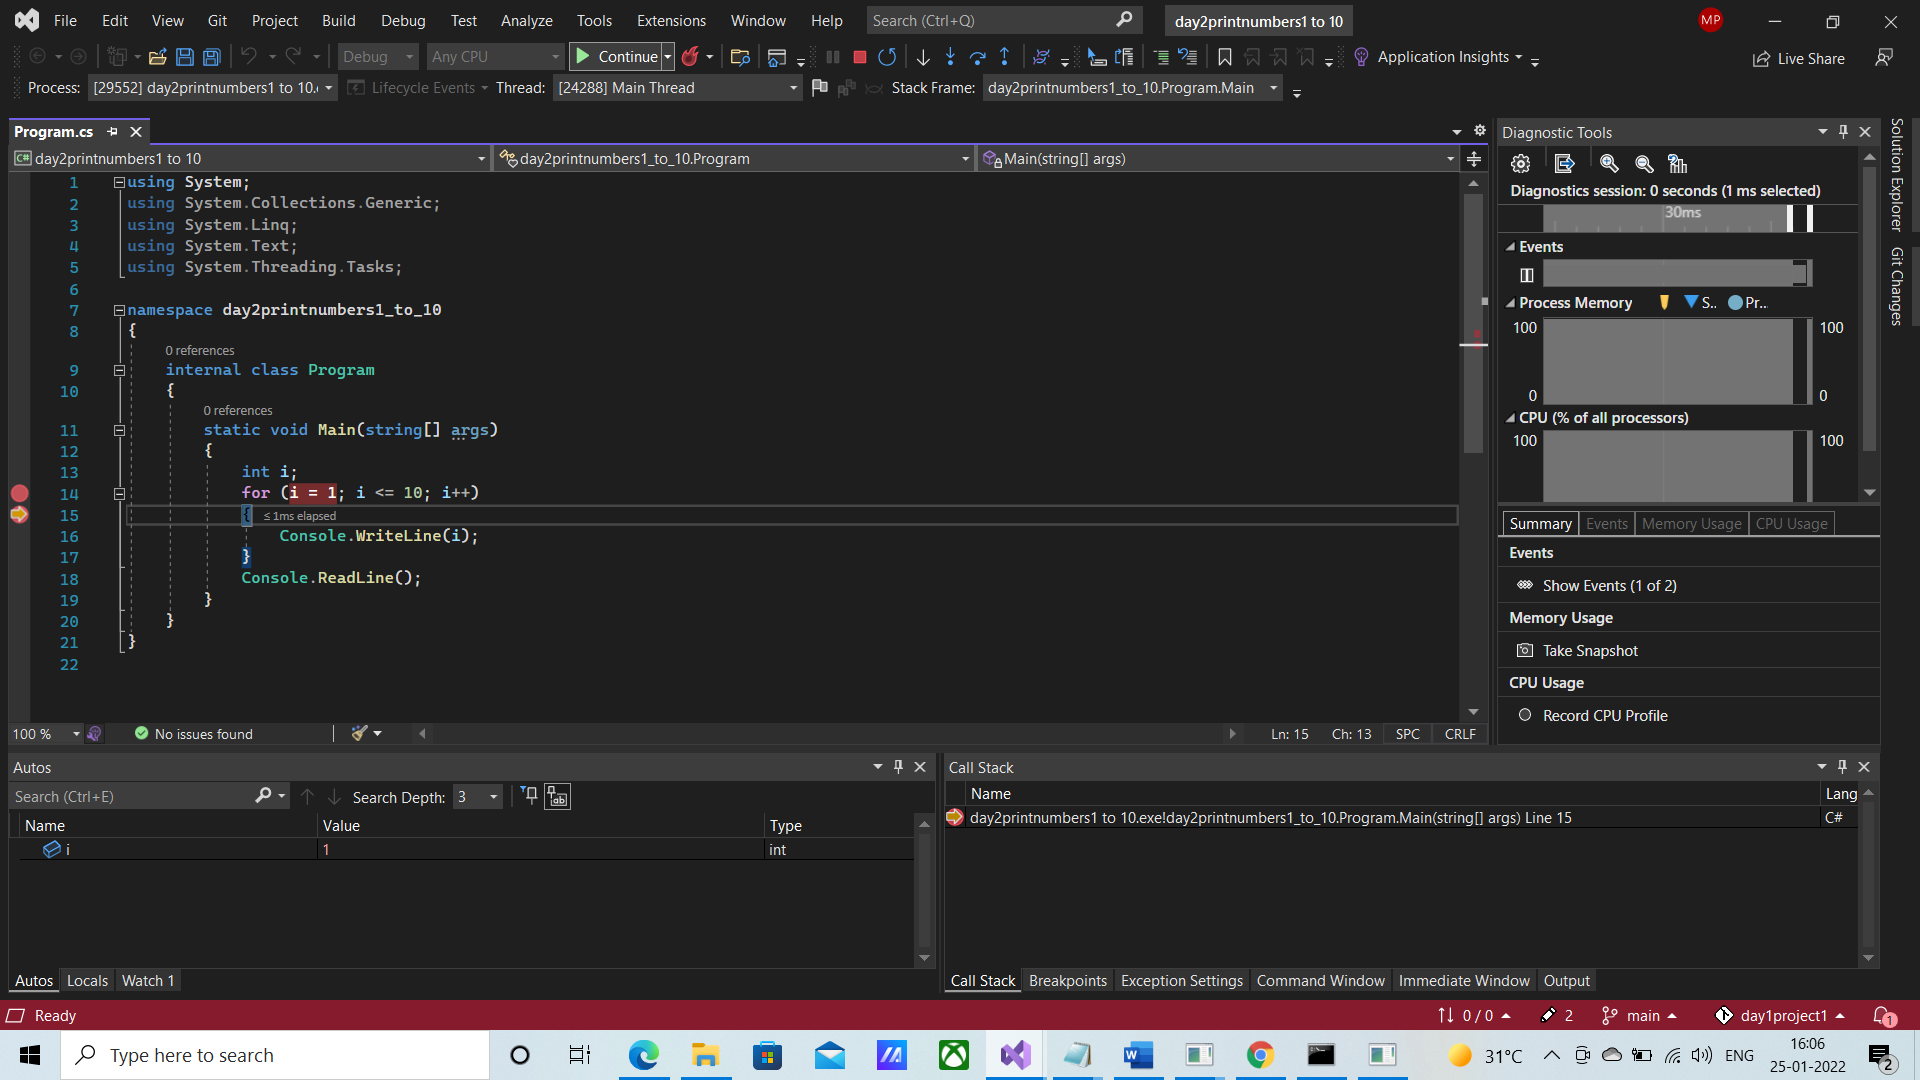 File Edit View Git Project Build Debug Test Analyze Tools Extensions Window Help Search (Ctrl+Q) day2printnumbers1 to 10 MP
Debug Any CPU Continue Application Insights Live Share
Process: [29552] day2printnumbers1 to 10. Lifecycle Events Thread: [24288] Main Thread Stack Frame: day2printnumbers1_to_10.Program.Main
Program.cs
C# day2printnumbers1 to 10 day2printnumbers1_to_10.Program Main(string[] args)
1 using System;
2 using System.Collections.Generic;
3 using System.Linq;
4 using System.Text;
5 using System.Threading.Tasks;
6
7 namespace day2printnumbers1_to_10
8 {
0 references
9 internal class Program
10 {
0 references
11 static void Main(string[] args)
12 {
13 int i;
14 for (i = 1; i <= 10; i++)
15 { ≤ 1ms elapsed
16 Console.WriteLine(i);
17 }
18 Console.ReadLine();
19 }
20 }
21 }
22
100 % No issues found Ln: 15 Ch: 13 SPC CRLF
Diagnostic Tools
Diagnostics session: 0 seconds (1 ms selected)
30ms
Events
Process Memory S.. Pr...
100 100
0 0
CPU (% of all processors)
100 100
Summary Events Memory Usage CPU Usage
Events
Show Events (1 of 2)
Memory Usage
Take Snapshot
CPU Usage
Record CPU Profile
Solution Explorer
Git Changes
Autos
Search (Ctrl+E) Search Depth: 3
Name Value Type
i 1 int
Autos Locals Watch 1
Call Stack
Name Lang
day2printnumbers1 to 10.exe!day2printnumbers1_to_10.Program.Main(string[] args) Line 15 C#
Call Stack Breakpoints Exception Settings Command Window Immediate Window Output
Ready 0 / 0 2 main day1project1 1
Type here to search 31°C ENG 16:06
25-01-2022 2